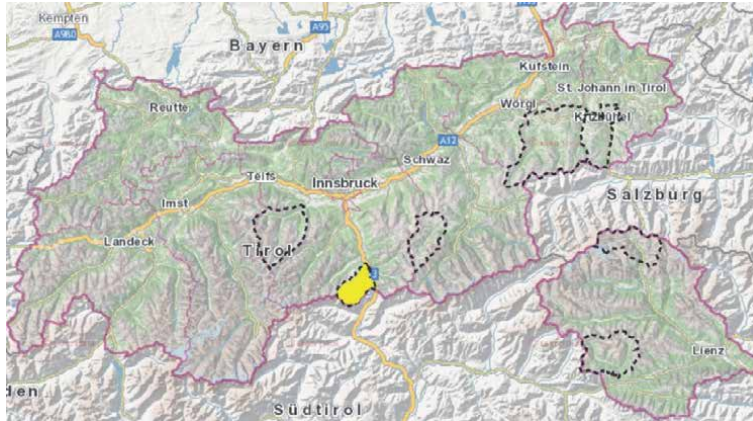 Kempten
A980
A95
Bayern
Kufstein
St. Johann in Tirol
Reutte
Wörgl
Kitzbühel
A12
Schwaz
Telfs
Innsbruck
Salzburg
Imst
Landeck
Tirol
Lienz
Südtirol